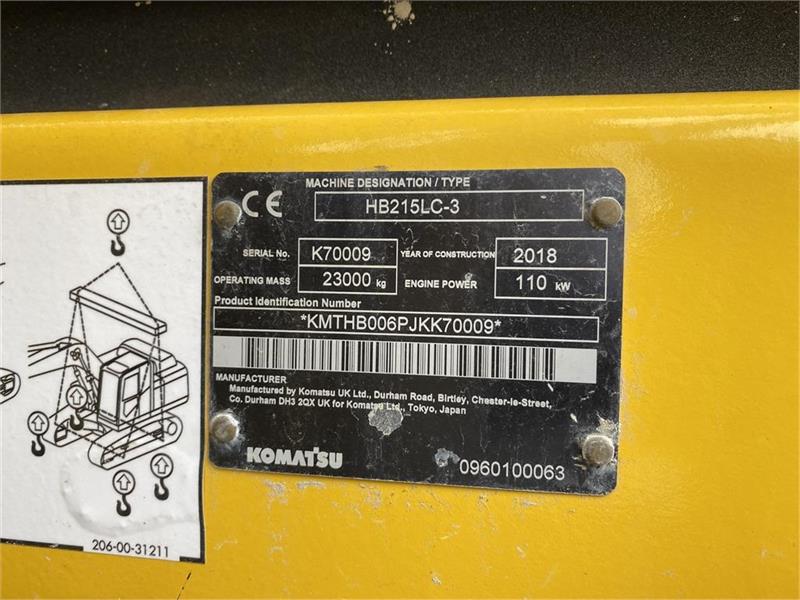 MACHINE DESIGNATION / TYPE
CE HB215LC-3
SERIAL No. K70009 YEAR OF CONSTRUCTION 2018
OPERATING MASS 23000 kg ENGINE POWER 110 kW
Product Identification Number
*KMTHB006PJKK70009*
MANUFACTURER
Manufactured by Komatsu UK Ltd., Durham Road, Birtley, Chester-le-Street,
Co. Durham DH3 2QX UK for Komatsu Ltd., Tokyo, Japan
KOMATSU 0960100063
206-00-31211